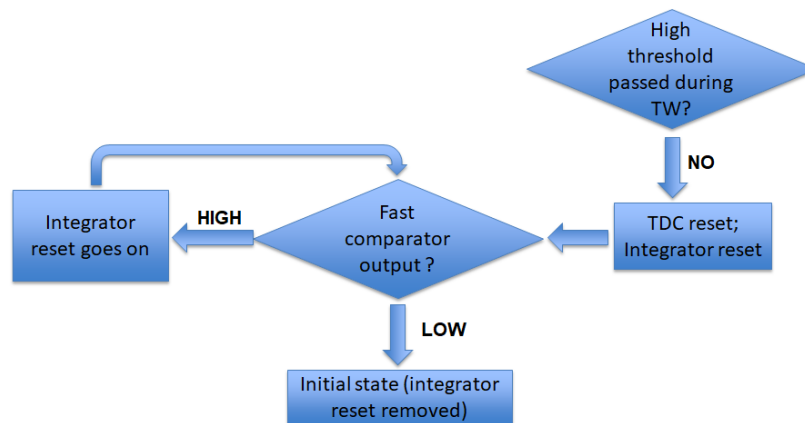 High
threshold
passed during
TW?
NO
TDC reset;
Integrator reset
Fast
comparator
output ?
HIGH
Integrator
reset goes on
LOW
Initial state (integrator
reset removed)